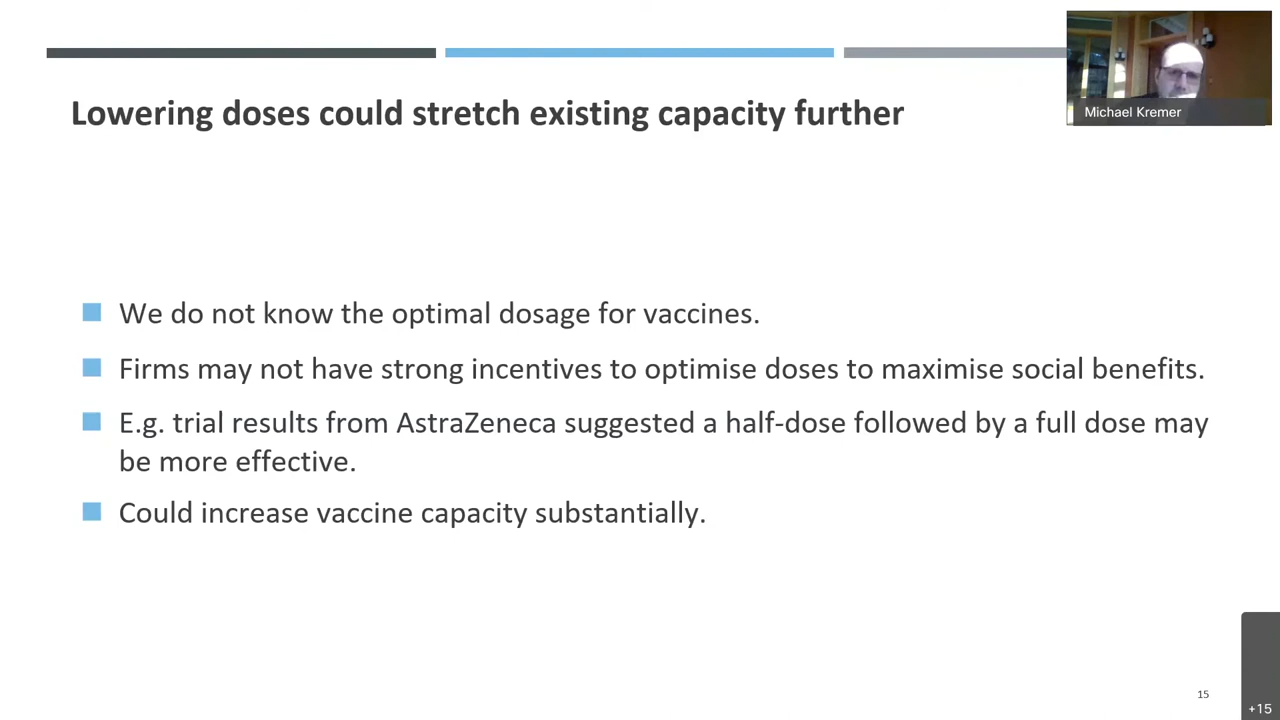 Lowering doses could stretch existing capacity further
Michael Kremer
We do not know the optimal dosage for vaccines.
Firms may not have strong incentives to optimise doses to maximise social benefits.
E.g. trial results from AstraZeneca suggested a half-dose followed by a full dose may
be more effective.
Could increase vaccine capacity substantially.
15
+15